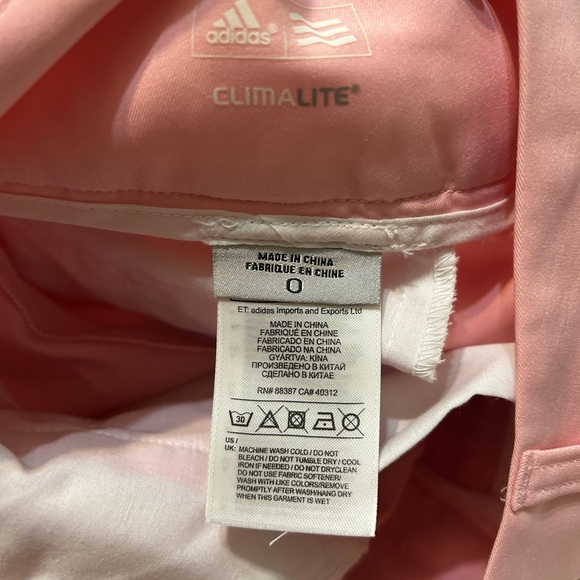 adidas®
CLIMALITE®
MADE IN CHINA
FABRIQUE EN CHINE
0
ET: adidas Imports and Exports Ltd
MADE IN CHINA
FABRIQUÉ EN CHINE
FABRICADO EN CHINA
FABRICADO NA CHINA
GYÁRTVA: KÍNA
ПРОИЗВЕДЕНО В КИТАЙ
СДЕЛАНО В КИТАЕ
RN# 88387 CA# 40312
30
US /
UK: MACHINE WASH COLD / DO NOT
BLEACH / DO NOT TUMBLE DRY / COOL
IRON IF NEEDED / DO NOT DRYCLEAN
DO NOT USE FABRIC SOFTENER/
WASH WITH LIKE COLORS/REMOVE
PROMPTLY AFTER WASH/HANG DRY
WHEN THIS GARMENT IS WET